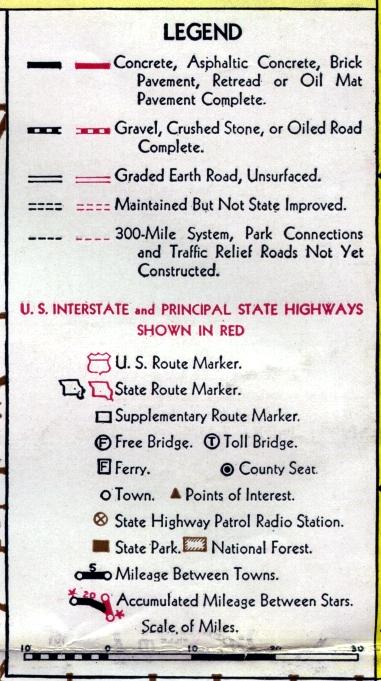 LEGEND
Concrete, Asphaltic Concrete, Brick
Pavement, Retread or Oil Mat
Pavement Complete.
Gravel, Crushed Stone, or Oiled Road
Complete.
Graded Earth Road, Unsurfaced.
Maintained But Not State Improved.
300-Mile System, Park Connections
and Traffic Relief Roads Not Yet
Constructed.
U. S. INTERSTATE and PRINCIPAL STATE HIGHWAYS
SHOWN IN RED
U. S. Route Marker.
State Route Marker.
Supplementary Route Marker.
F Free Bridge. T Toll Bridge.
F Ferry. County Seat.
Town. Points of Interest.
State Highway Patrol Radio Station.
State Park. National Forest.
5 Mileage Between Towns.
20 Accumulated Mileage Between Stars.
Scale of Miles.
10 0 10 20 30